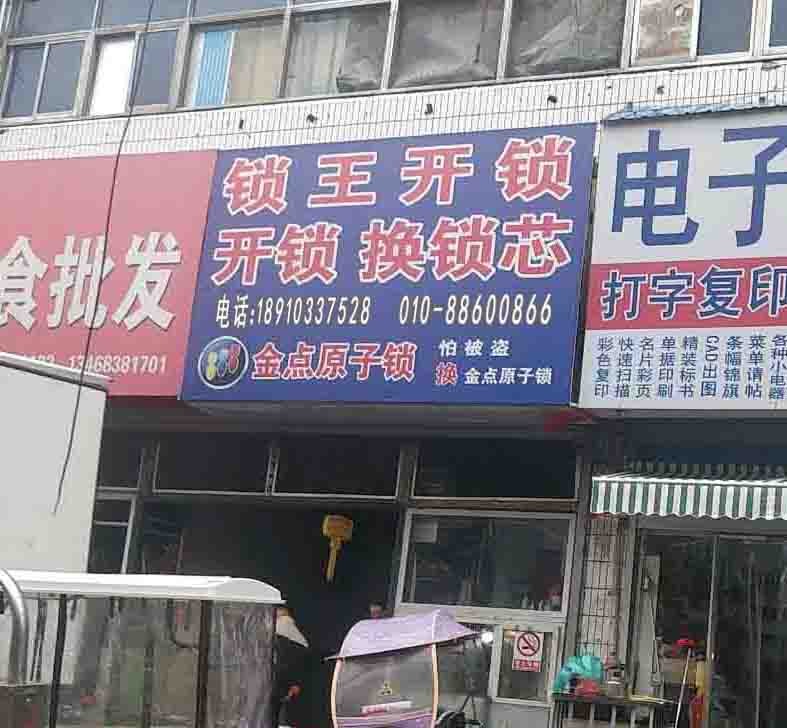 食批发
13468381701
锁王开锁
开锁 换锁芯
电话:18910337528 010-88600866
金点原子锁
怕被盗
换 金点原子锁
电子
打字复印
彩色复印
快速扫描
名片彩页
单据印刷
精装标书
CAD出图
条幅锦旗
菜单请帖
各种小电器